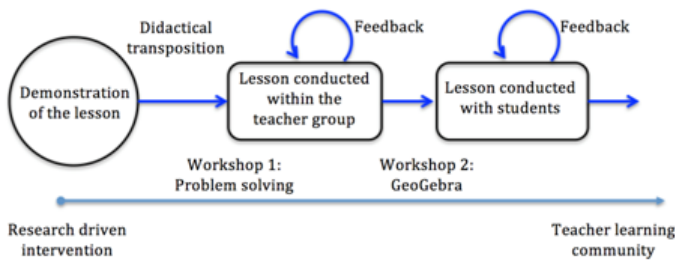 Didactical
transposition
Feedback
Feedback
Demonstration
of the lesson
Lesson conducted
within the
teacher group
Lesson conducted
with students
Workshop 1:
Problem solving
Workshop 2:
GeoGebra
Research driven
intervention
Teacher learning
community